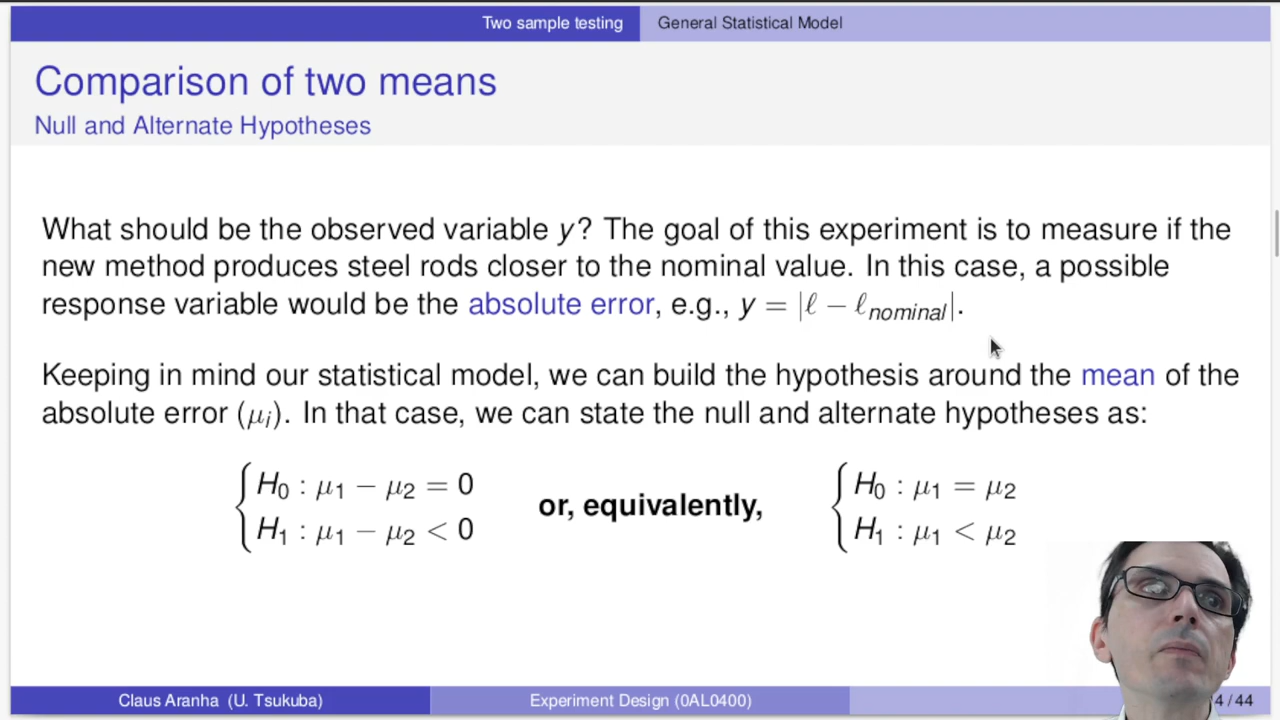 Two sample testing General Statistical Model
Comparison of two means
Null and Alternate Hypotheses
What should be the observed variable y? The goal of this experiment is to measure if the
new method produces steel rods closer to the nominal value. In this case, a possible
response variable would be the absolute error, e.g., y = |ℓ − ℓnominal|.
Keeping in mind our statistical model, we can build the hypothesis around the mean of the
absolute error (μi). In that case, we can state the null and alternate hypotheses as:
H0 : μ1 − μ2 = 0
H1 : μ1 − μ2 < 0
or, equivalently,
H0 : μ1 = μ2
H1 : μ1 < μ2
Claus Aranha (U. Tsukuba) Experiment Design (0AL0400) 4 / 44